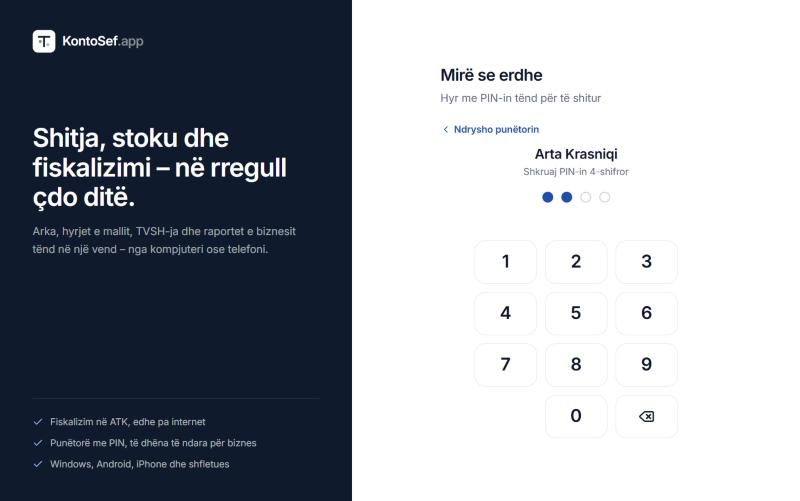 KontoSef.app
Shitja, stoku dhe
fiskalizimi – në rregull
çdo ditë.
Arka, hyrjet e mallit, TVSH-ja dhe raportet e biznesit
tënd në një vend – nga kompjuteri ose telefoni.
Fiskalizim në ATK, edhe pa internet
Punëtorë me PIN, të dhëna të ndara për biznes
Windows, Android, iPhone dhe shfletues
Mirë se erdhe
Hyr me PIN-in tënd për të shitur
Ndrysho punëtorin
Arta Krasniqi
Shkruaj PIN-in 4-shifror
1 2 3
4 5 6
7 8 9
0